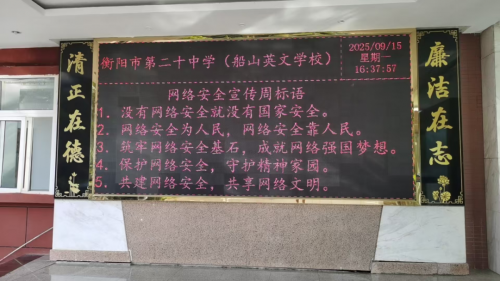 清正在德
衡阳市第二十中学（船山英文学校）
2025/09/15
星期一
16:37:57
网络安全宣传周标语
1. 没有网络安全就没有国家安全。
2. 网络安全为人民，网络安全靠人民。
3. 筑牢网络安全基石，成就网络强国梦想。
4. 保护网络安全，守护精神家园。
5. 共建网络安全，共享网络文明。
廉洁在志